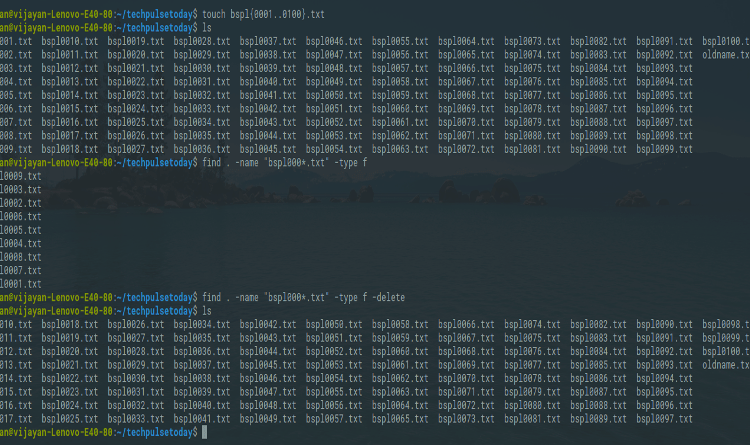 an@vijayan-Lenovo-E40-80:~/techpulsetoday$ touch bspl{0001..0100}.txt
an@vijayan-Lenovo-E40-80:~/techpulsetoday$ ls
001.txt bspl0010.txt bspl0019.txt bspl0028.txt bspl0037.txt bspl0046.txt bspl0055.txt bspl0064.txt bspl0073.txt bspl0082.txt bspl0091.txt bspl0100.t
002.txt bspl0011.txt bspl0020.txt bspl0029.txt bspl0038.txt bspl0047.txt bspl0056.txt bspl0065.txt bspl0074.txt bspl0083.txt bspl0092.txt oldname.tx
003.txt bspl0012.txt bspl0021.txt bspl0030.txt bspl0039.txt bspl0048.txt bspl0057.txt bspl0066.txt bspl0075.txt bspl0084.txt bspl0093.txt
004.txt bspl0013.txt bspl0022.txt bspl0031.txt bspl0040.txt bspl0049.txt bspl0058.txt bspl0067.txt bspl0076.txt bspl0085.txt bspl0094.txt
005.txt bspl0014.txt bspl0023.txt bspl0032.txt bspl0041.txt bspl0050.txt bspl0059.txt bspl0068.txt bspl0077.txt bspl0086.txt bspl0095.txt
006.txt bspl0015.txt bspl0024.txt bspl0033.txt bspl0042.txt bspl0051.txt bspl0060.txt bspl0069.txt bspl0078.txt bspl0087.txt bspl0096.txt
007.txt bspl0016.txt bspl0025.txt bspl0034.txt bspl0043.txt bspl0052.txt bspl0061.txt bspl0070.txt bspl0079.txt bspl0088.txt bspl0097.txt
008.txt bspl0017.txt bspl0026.txt bspl0035.txt bspl0044.txt bspl0053.txt bspl0062.txt bspl0071.txt bspl0080.txt bspl0089.txt bspl0098.txt
009.txt bspl0018.txt bspl0027.txt bspl0036.txt bspl0045.txt bspl0054.txt bspl0063.txt bspl0072.txt bspl0081.txt bspl0090.txt bspl0099.txt
an@vijayan-Lenovo-E40-80:~/techpulsetoday$ find . -name "bspl000*.txt" -type f
l0009.txt
l0003.txt
l0002.txt
l0006.txt
l0005.txt
l0004.txt
l0008.txt
l0007.txt
l0001.txt
an@vijayan-Lenovo-E40-80:~/techpulsetoday$ find . -name "bspl000*.txt" -type f -delete
an@vijayan-Lenovo-E40-80:~/techpulsetoday$ ls
010.txt bspl0018.txt bspl0026.txt bspl0034.txt bspl0042.txt bspl0050.txt bspl0058.txt bspl0066.txt bspl0074.txt bspl0082.txt bspl0090.txt bspl0098.t
011.txt bspl0019.txt bspl0027.txt bspl0035.txt bspl0043.txt bspl0051.txt bspl0059.txt bspl0067.txt bspl0075.txt bspl0083.txt bspl0091.txt bspl0099.t
012.txt bspl0020.txt bspl0028.txt bspl0036.txt bspl0044.txt bspl0052.txt bspl0060.txt bspl0068.txt bspl0076.txt bspl0084.txt bspl0092.txt bspl0100.t
013.txt bspl0021.txt bspl0029.txt bspl0037.txt bspl0045.txt bspl0053.txt bspl0061.txt bspl0069.txt bspl0077.txt bspl0085.txt bspl0093.txt oldname.tx
014.txt bspl0022.txt bspl0030.txt bspl0038.txt bspl0046.txt bspl0054.txt bspl0062.txt bspl0070.txt bspl0078.txt bspl0086.txt bspl0094.txt
015.txt bspl0023.txt bspl0031.txt bspl0039.txt bspl0047.txt bspl0055.txt bspl0063.txt bspl0071.txt bspl0079.txt bspl0087.txt bspl0095.txt
016.txt bspl0024.txt bspl0032.txt bspl0040.txt bspl0048.txt bspl0056.txt bspl0064.txt bspl0072.txt bspl0080.txt bspl0088.txt bspl0096.txt
017.txt bspl0025.txt bspl0033.txt bspl0041.txt bspl0049.txt bspl0057.txt bspl0065.txt bspl0073.txt bspl0081.txt bspl0089.txt bspl0097.txt
an@vijayan-Lenovo-E40-80:~/techpulsetoday$